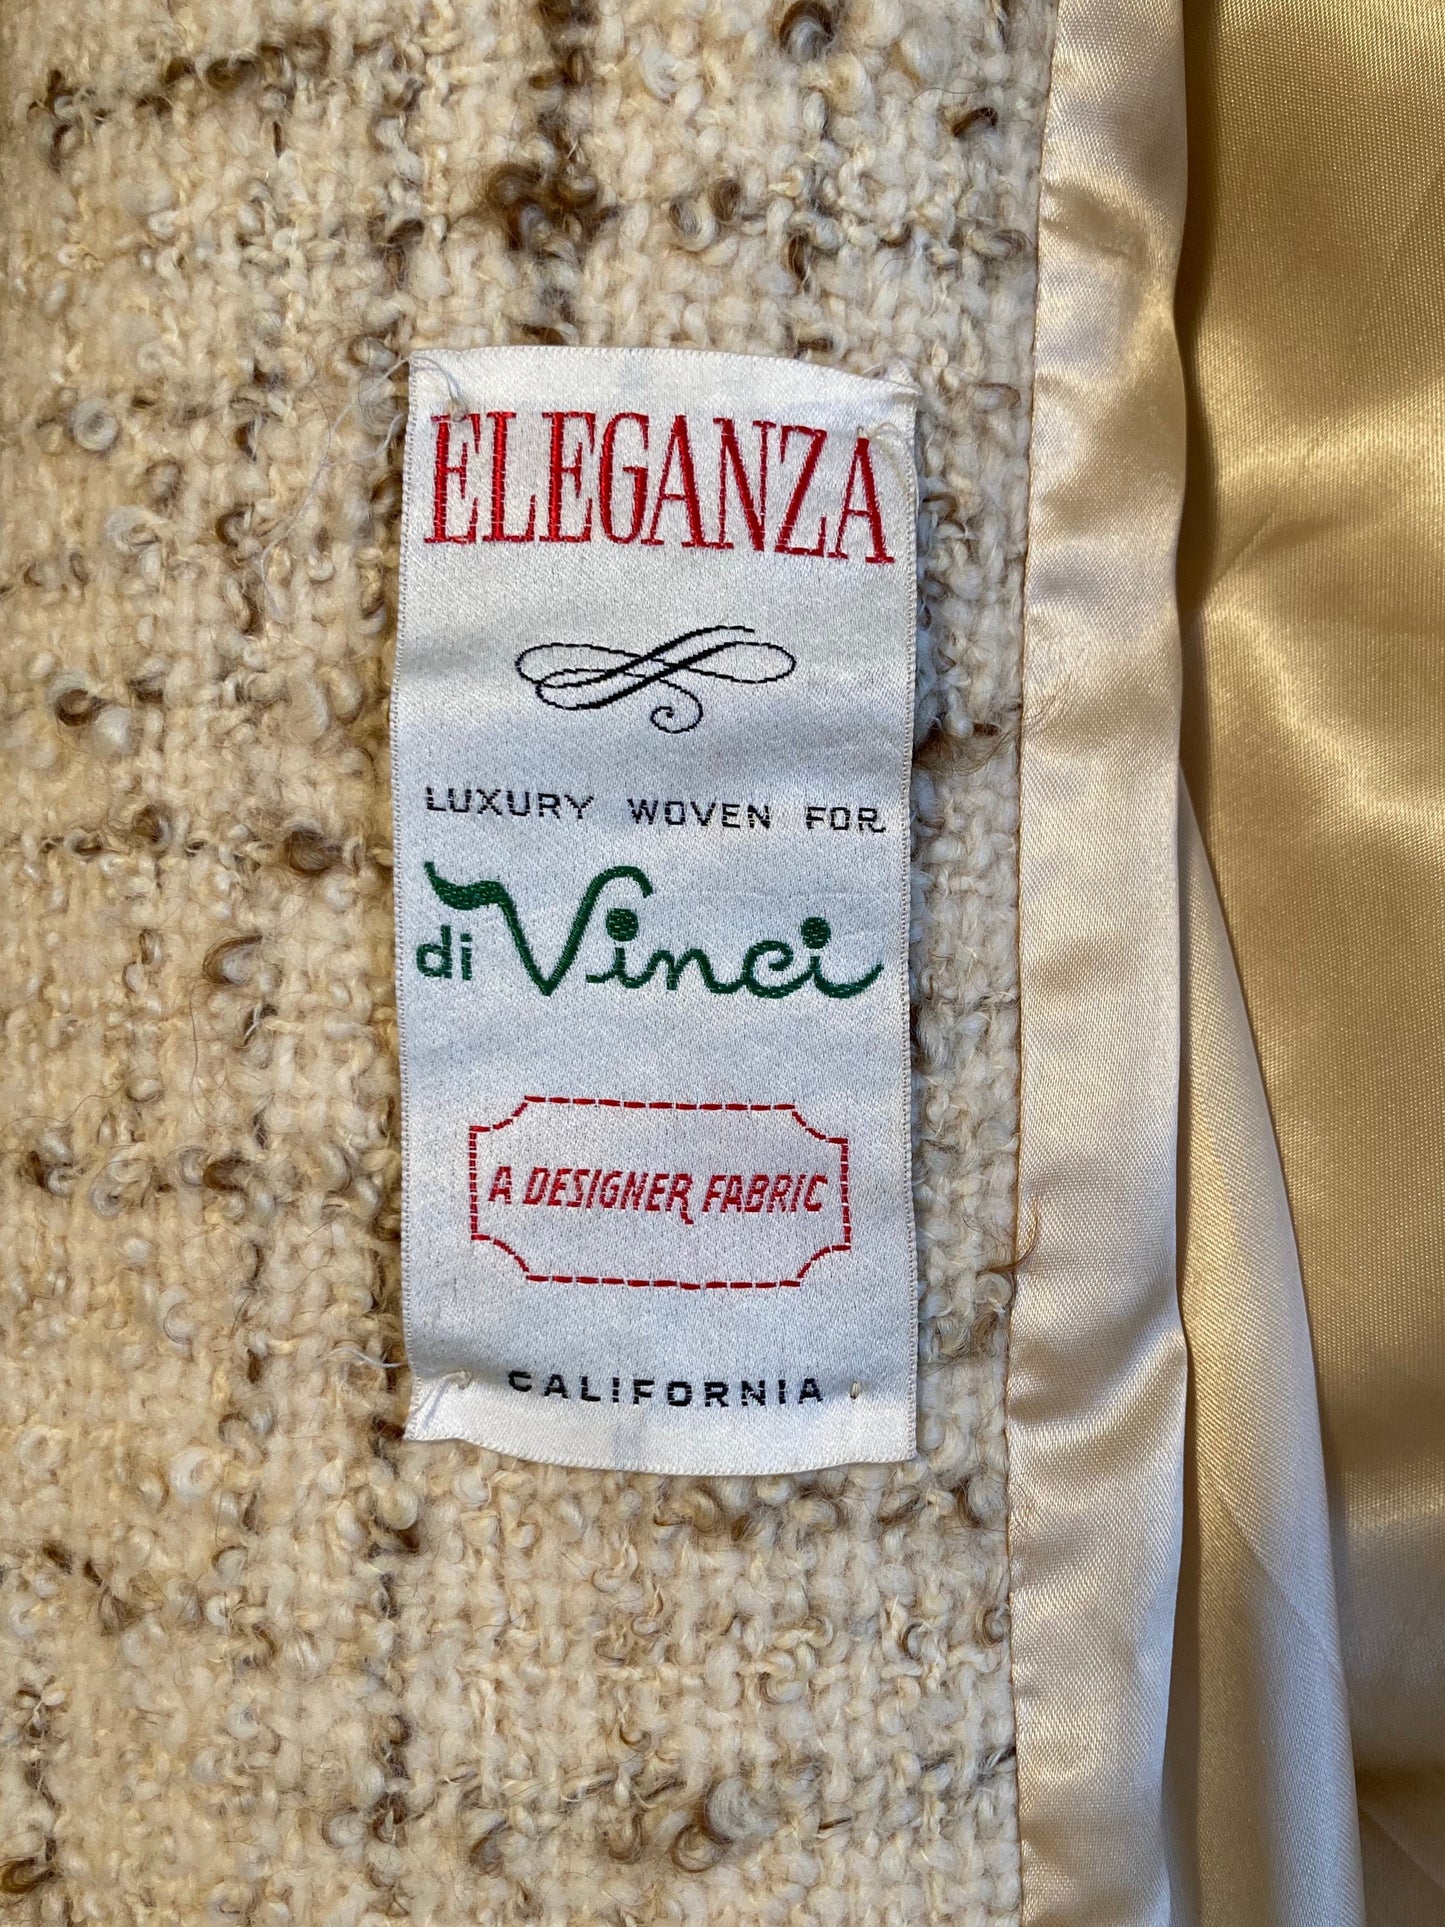 ELEGANZA
LUXURY WOVEN FOR
di Vinci
A DESIGNER FABRIC
CALIFORNIA